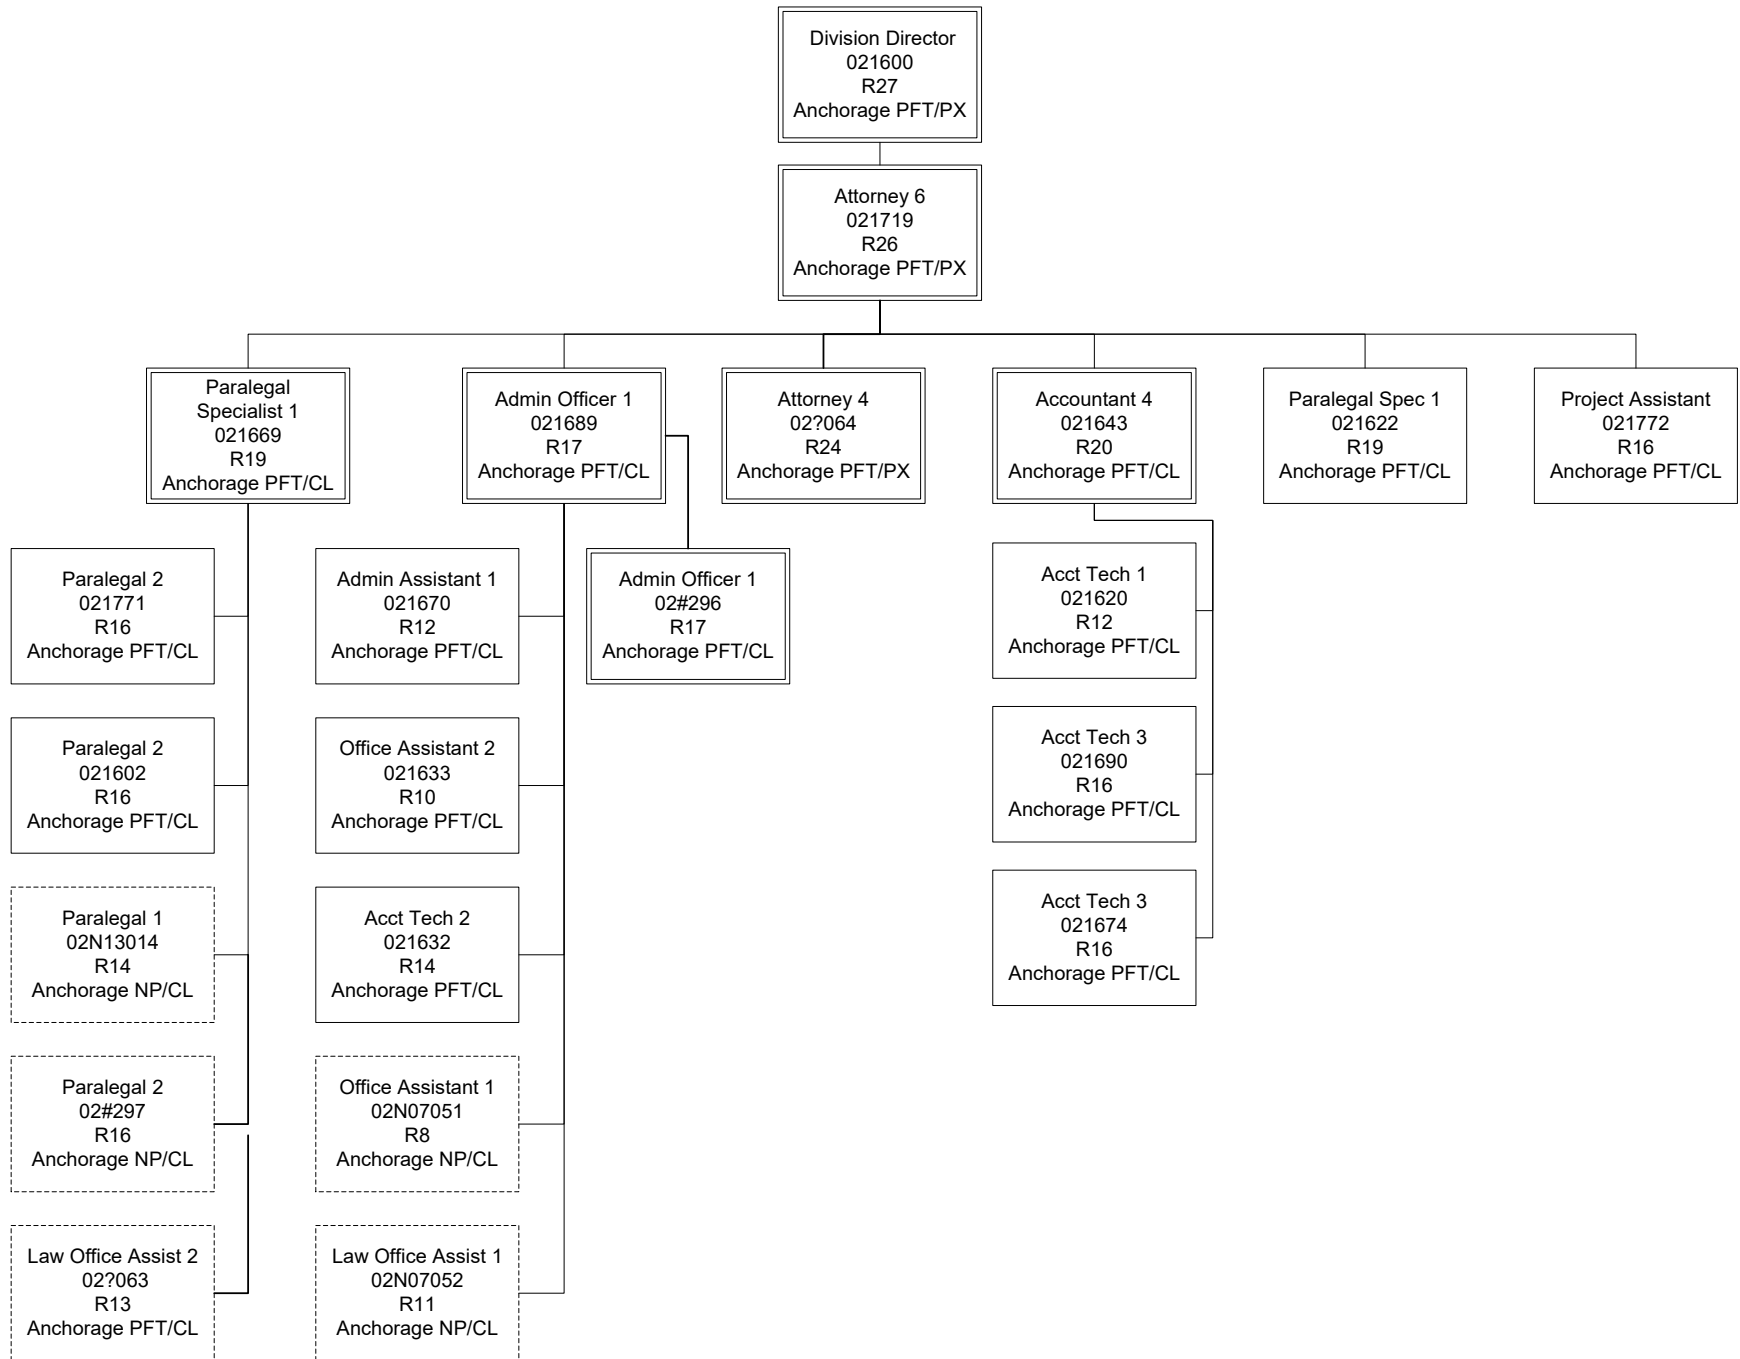 Division Director
021600
R27
Anchorage PFT/PX
Attorney 6
021719
R26
Anchorage PFT/PX
Paralegal
Specialist 1
021669
R19
Anchorage PFT/CL
Admin Officer 1
021689
R17
Anchorage PFT/CL
Attorney 4
02?064
R24
Anchorage PFT/PX
Accountant 4
021643
R20
Anchorage PFT/CL
Paralegal Spec 1
021622
R19
Anchorage PFT/CL
Project Assistant
021772
R16
Anchorage PFT/CL
Paralegal 2
021771
R16
Anchorage PFT/CL
Admin Assistant 1
021670
R12
Anchorage PFT/CL
Admin Officer 1
02#296
R17
Anchorage PFT/CL
Acct Tech 1
021620
R12
Anchorage PFT/CL
Paralegal 2
021602
R16
Anchorage PFT/CL
Office Assistant 2
021633
R10
Anchorage PFT/CL
Acct Tech 3
021690
R16
Anchorage PFT/CL
Paralegal 1
02N13014
R14
Anchorage NP/CL
Acct Tech 2
021632
R14
Anchorage PFT/CL
Acct Tech 3
021674
R16
Anchorage PFT/CL
Paralegal 2
02#297
R16
Anchorage NP/CL
Office Assistant 1
02N07051
R8
Anchorage NP/CL
Law Office Assist 2
02?063
R13
Anchorage PFT/CL
Law Office Assist 1
02N07052
R11
Anchorage NP/CL